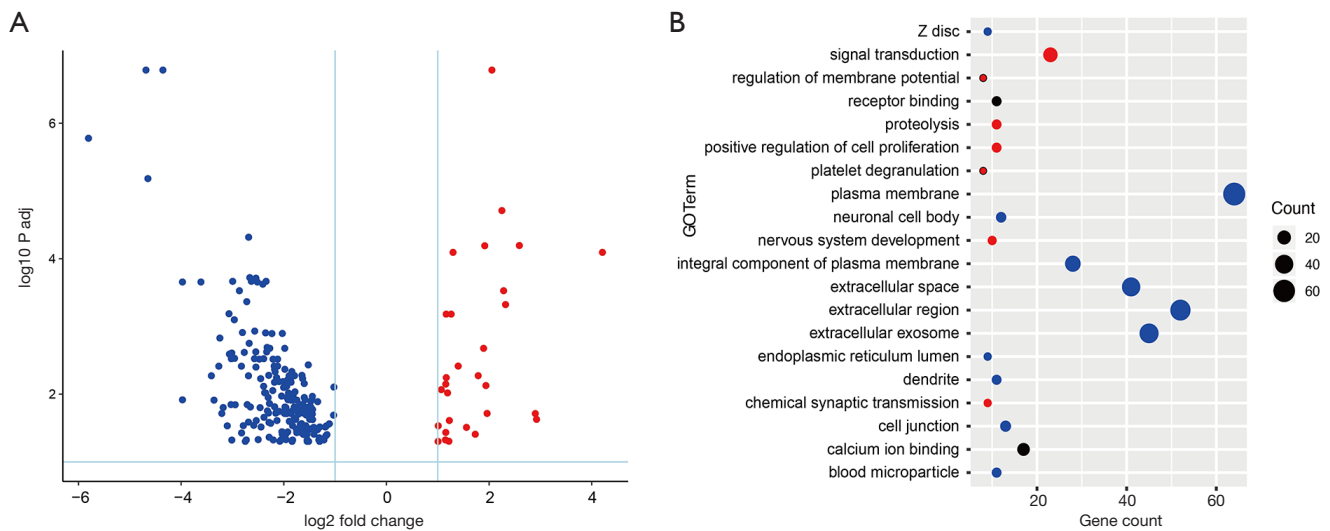 A
log10 P adj
6
4
2
−6
−4
−2
0
2
4
log2 fold change
B
GOTerm
Z disc
signal transduction
regulation of membrane potential
receptor binding
proteolysis
positive regulation of cell proliferation
platelet degranulation
plasma membrane
neuronal cell body
nervous system development
integral component of plasma membrane
extracellular space
extracellular region
extracellular exosome
endoplasmic reticulum lumen
dendrite
chemical synaptic transmission
cell junction
calcium ion binding
blood microparticle
20
40
60
Gene count
Count
20
40
60